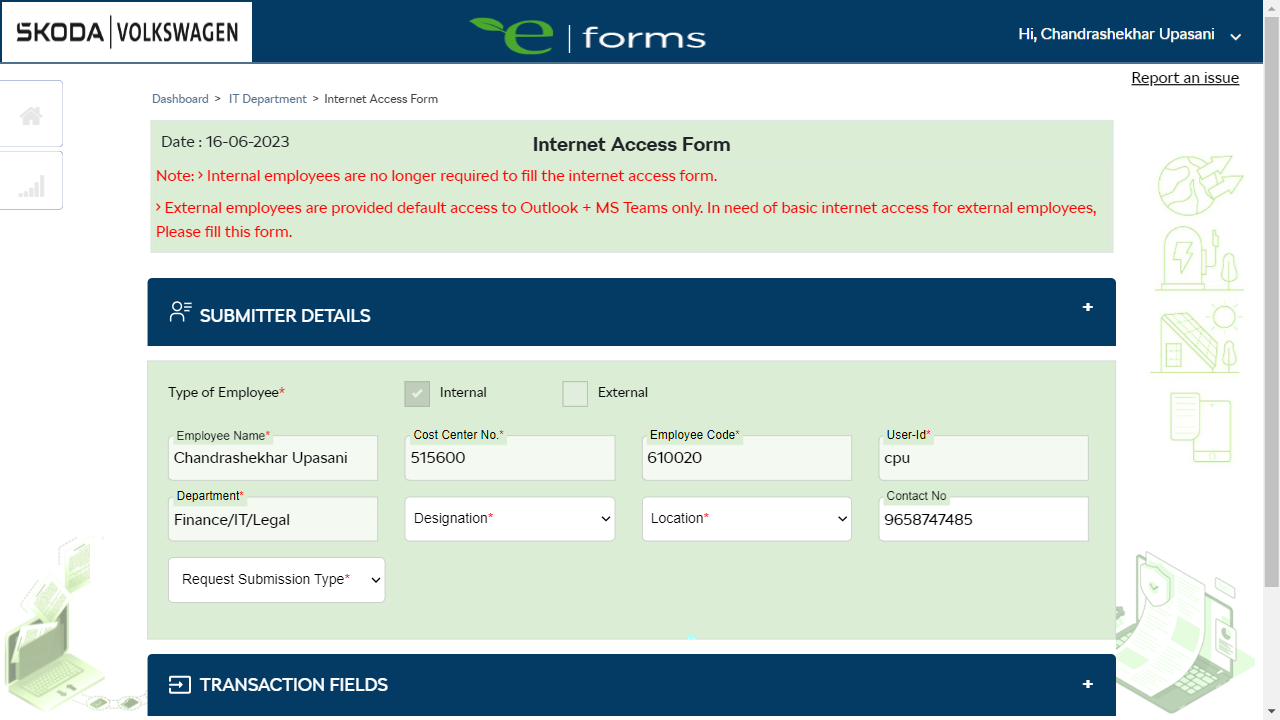 SKODA VOLKSWAGEN
e forms
Hi, Chandrashekhar Upasani
Report an issue
Dashboard > IT Department > Internet Access Form
Date : 16-06-2023
Internet Access Form
Note: › Internal employees are no longer required to fill the internet access form.
› External employees are provided default access to Outlook + MS Teams only. In need of basic internet access for external employees,
Please fill this form.
SUBMITTER DETAILS +
Type of Employee* Internal External
Employee Name* Cost Center No.* Employee Code* User-Id*
Chandrashekhar Upasani 515600 610020 cpu
Department* Contact No
Finance/IT/Legal Designation* Location* 9658747485
Request Submission Type*
TRANSACTION FIELDS +